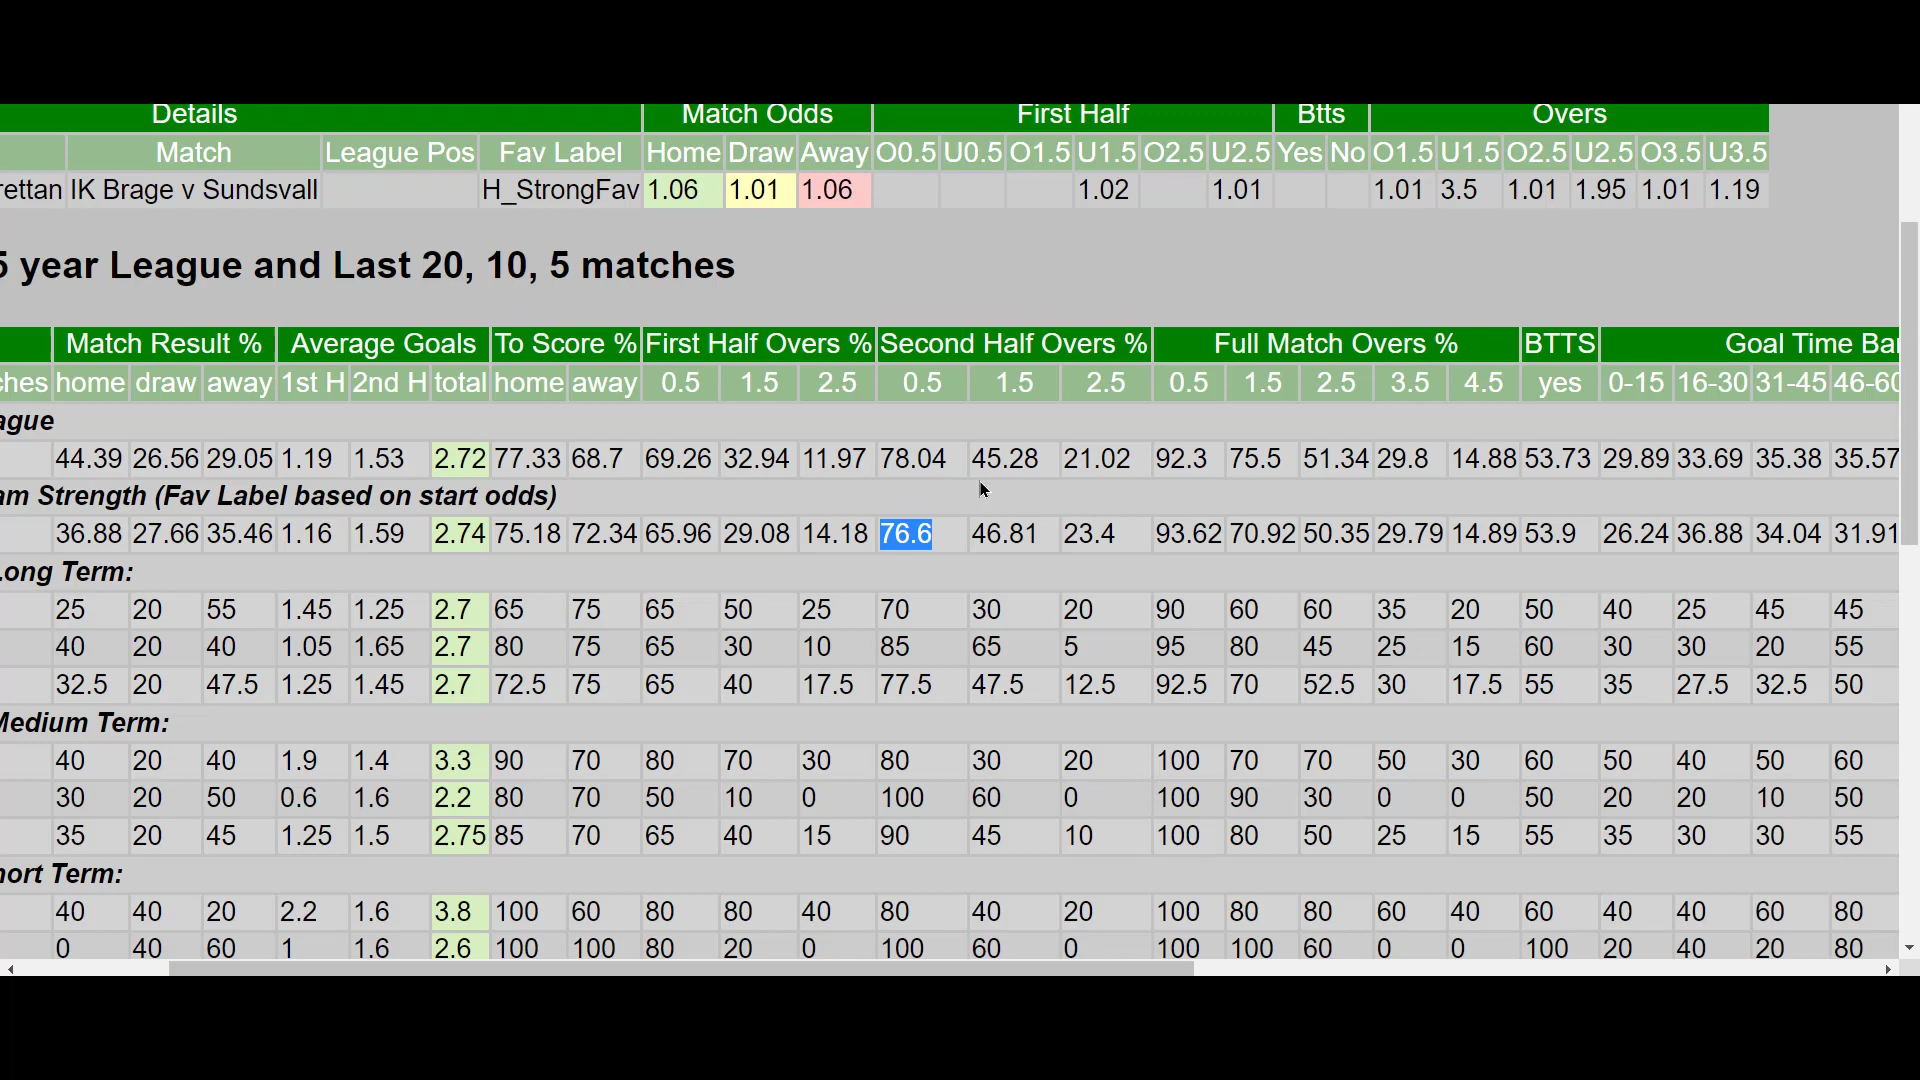 Details Match Odds First Half Btts Overs
Match League Pos Fav Label Home Draw Away O0.5 U0.5 O1.5 U1.5 O2.5 U2.5 Yes No O1.5 U1.5 O2.5 U2.5 O3.5 U3.5
rettan IK Brage v Sundsvall H_StrongFav 1.06 1.01 1.06 1.02 1.01 1.01 3.5 1.01 1.95 1.01 1.19
5 year League and Last 20, 10, 5 matches
Match Result % Average Goals To Score % First Half Overs % Second Half Overs % Full Match Overs % BTTS Goal Time Ban
ches home draw away 1st H 2nd H total home away 0.5 1.5 2.5 0.5 1.5 2.5 0.5 1.5 2.5 3.5 4.5 yes 0-15 16-30 31-45 46-60
ague
44.39 26.56 29.05 1.19 1.53 2.72 77.33 68.7 69.26 32.94 11.97 78.04 45.28 21.02 92.3 75.5 51.34 29.8 14.88 53.73 29.89 33.69 35.38 35.57
am Strength (Fav Label based on start odds)
36.88 27.66 35.46 1.16 1.59 2.74 75.18 72.34 65.96 29.08 14.18 76.6 46.81 23.4 93.62 70.92 50.35 29.79 14.89 53.9 26.24 36.88 34.04 31.91
Long Term:
25 20 55 1.45 1.25 2.7 65 75 65 50 25 70 30 20 90 60 60 35 20 50 40 25 45 45
40 20 40 1.05 1.65 2.7 80 75 65 30 10 85 65 5 95 80 45 25 15 60 30 30 20 55
32.5 20 47.5 1.25 1.45 2.7 72.5 75 65 40 17.5 77.5 47.5 12.5 92.5 70 52.5 30 17.5 55 35 27.5 32.5 50
Medium Term:
40 20 40 1.9 1.4 3.3 90 70 80 70 30 80 30 20 100 70 70 50 30 60 50 40 50 60
30 20 50 0.6 1.6 2.2 80 70 50 10 0 100 60 0 100 90 30 0 0 50 20 20 10 50
35 20 45 1.25 1.5 2.75 85 70 65 40 15 90 45 10 100 80 50 25 15 55 35 30 30 55
hort Term:
40 40 20 2.2 1.6 3.8 100 60 80 80 40 80 40 20 100 80 80 60 40 60 40 40 60 80
0 40 60 1 1.6 2.6 100 100 80 20 0 100 60 0 100 100 60 0 0 100 20 40 20 80